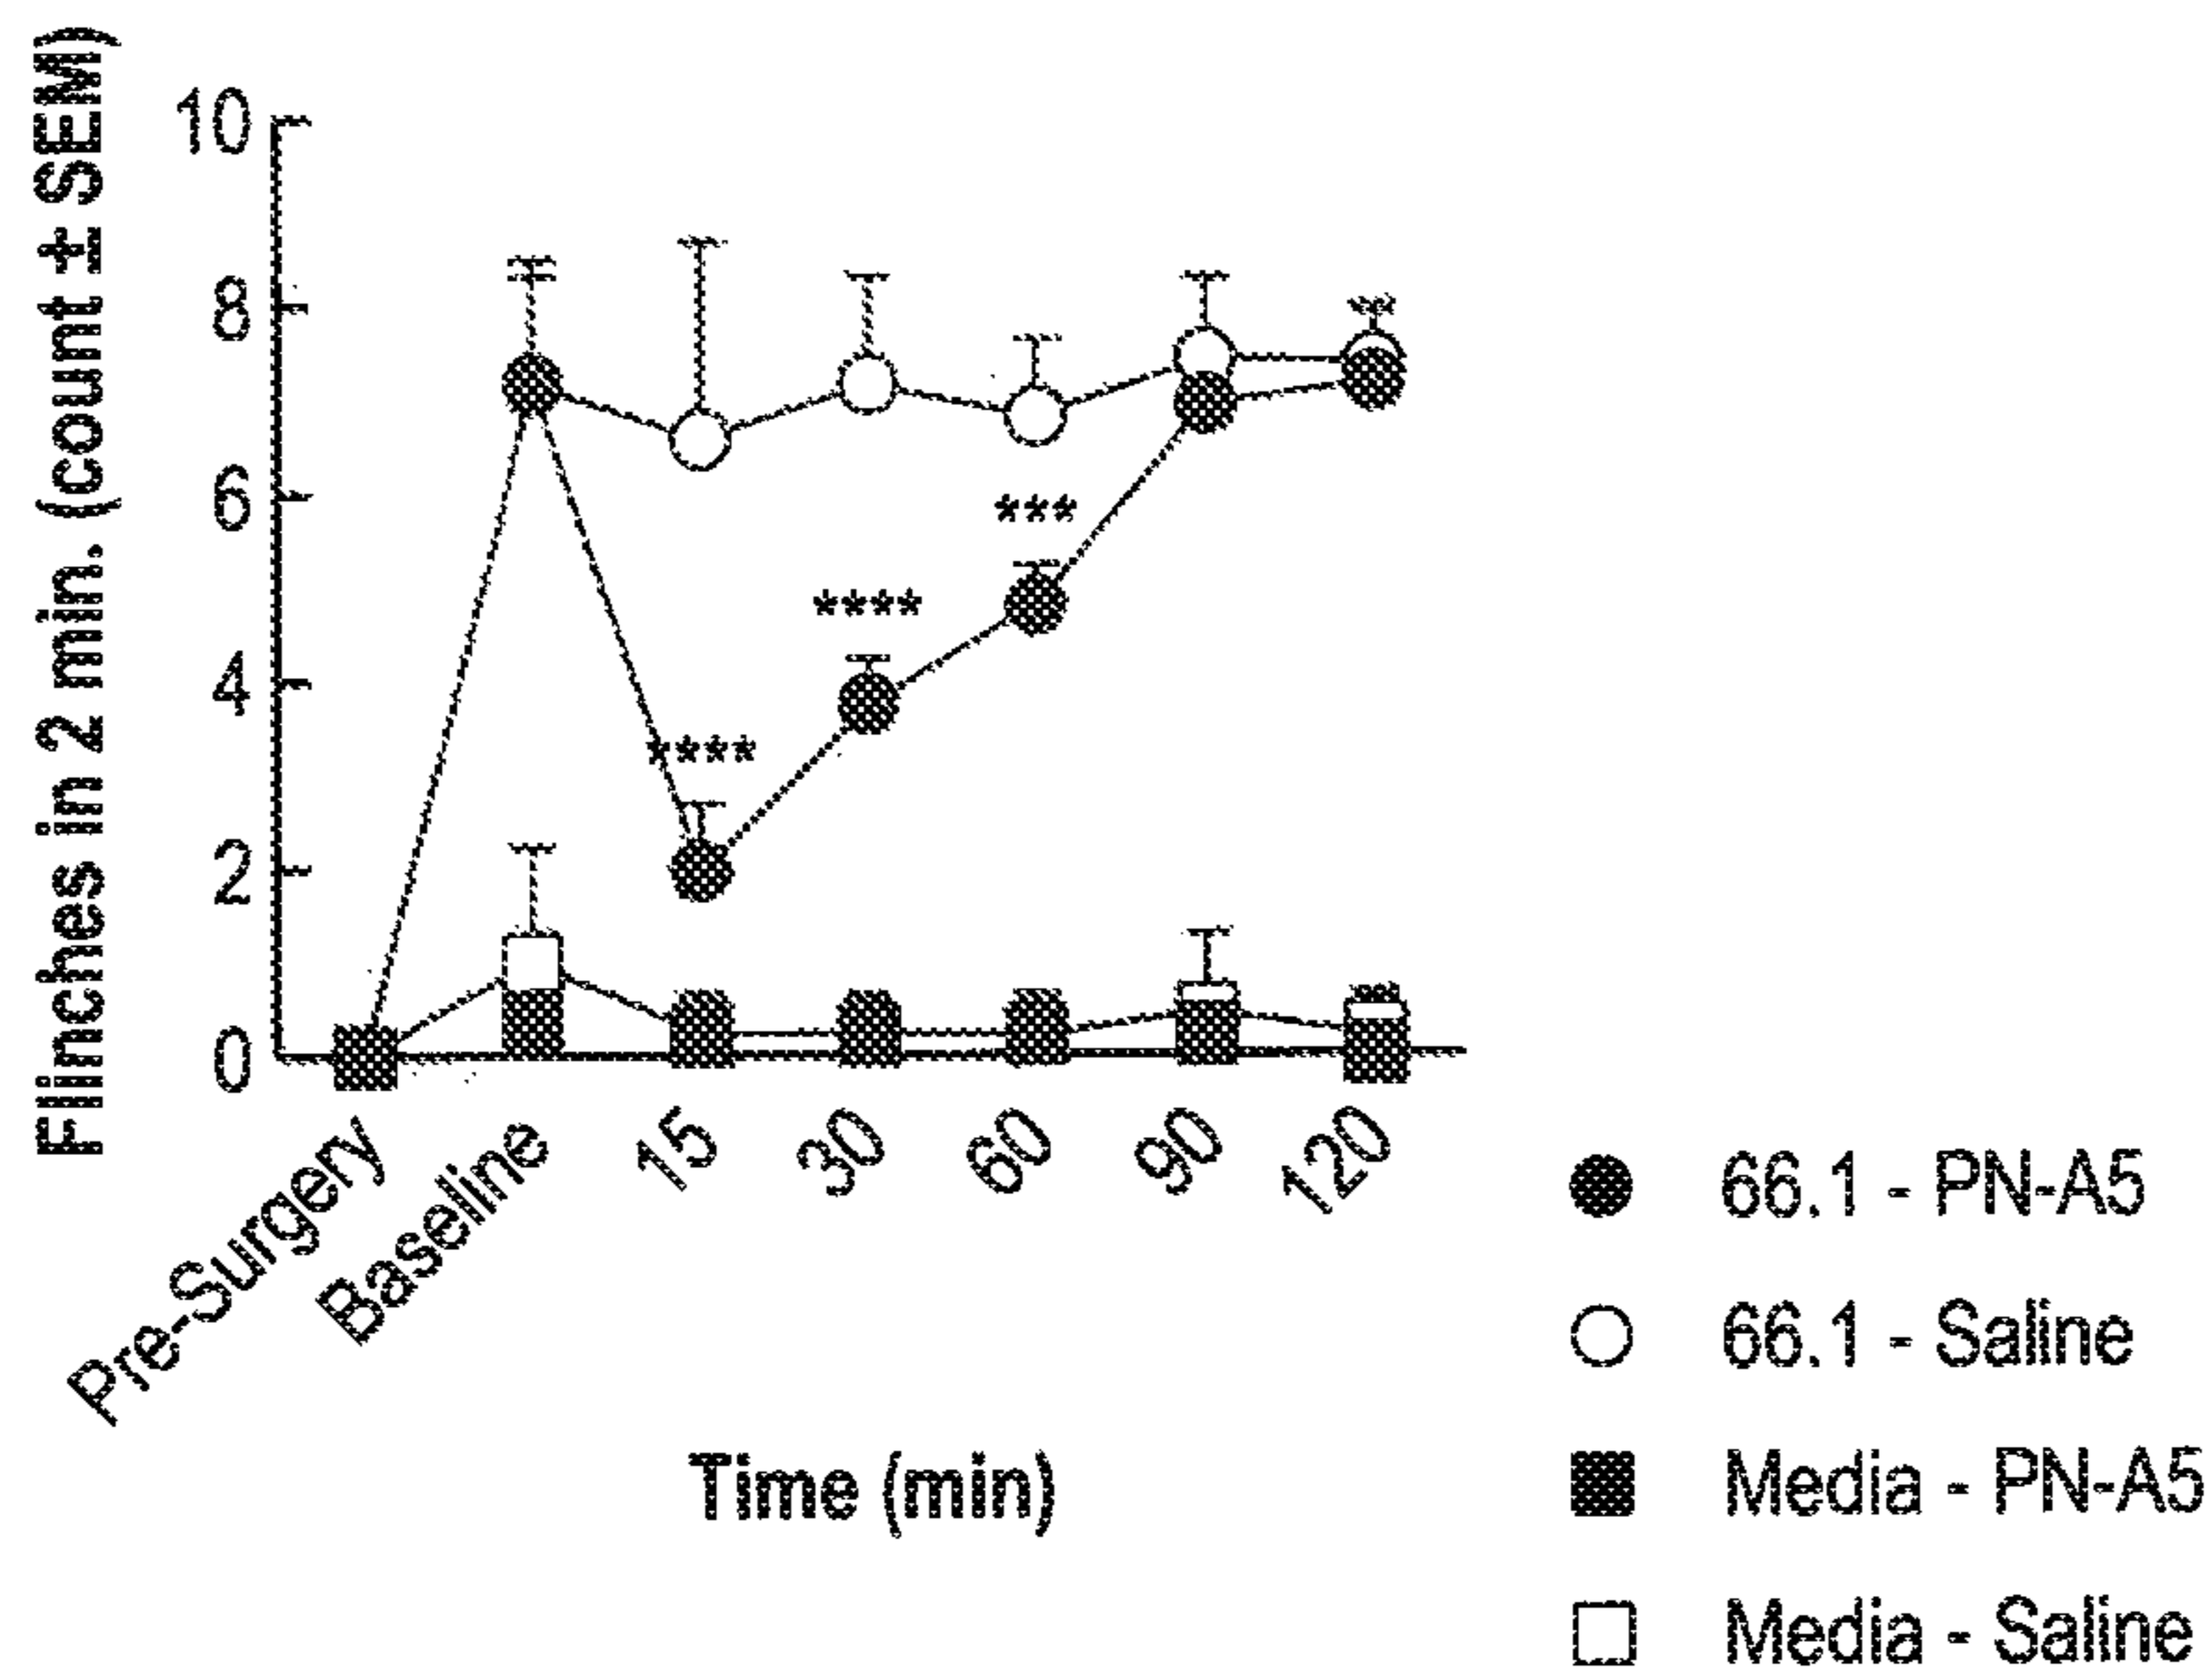 Flinches in 2 min. (count ± SEM)
10
8
6
4
2
0
***
****
****
Pre-Surgery
Baseline
15
30
60
90
120
Time (min)
66.1 - PN-A5
66.1 - Saline
Media - PN-A5
Media - Saline